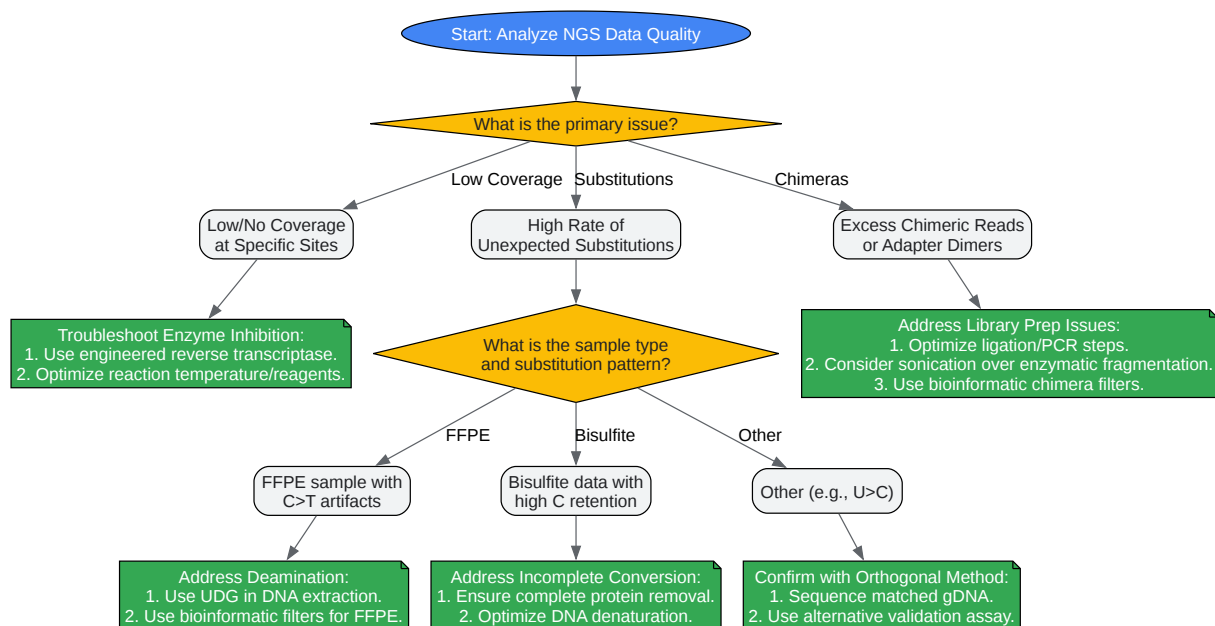 Start: Analyze NGS Data Quality
What is the primary issue?
Low Coverage
Substitutions
Chimeras
Low/No Coverage
at Specific Sites
High Rate of
Unexpected Substitutions
Excess Chimeric Reads
or Adapter Dimers
Troubleshoot Enzyme Inhibition:
1. Use engineered reverse transcriptase.
2. Optimize reaction temperature/reagents.
What is the sample type
and substitution pattern?
Address Library Prep Issues:
1. Optimize ligation/PCR steps.
2. Consider sonication over enzymatic fragmentation.
3. Use bioinformatic chimera filters.
FFPE
Bisulfite
Other
FFPE sample with
C>T artifacts
Bisulfite data with
high C retention
Other (e.g., U>C)
Address Deamination:
1. Use UDG in DNA extraction.
2. Use bioinformatic filters for FFPE.
Address Incomplete Conversion:
1. Ensure complete protein removal.
2. Optimize DNA denaturation.
Confirm with Orthogonal Method:
1. Sequence matched gDNA.
2. Use alternative validation assay.